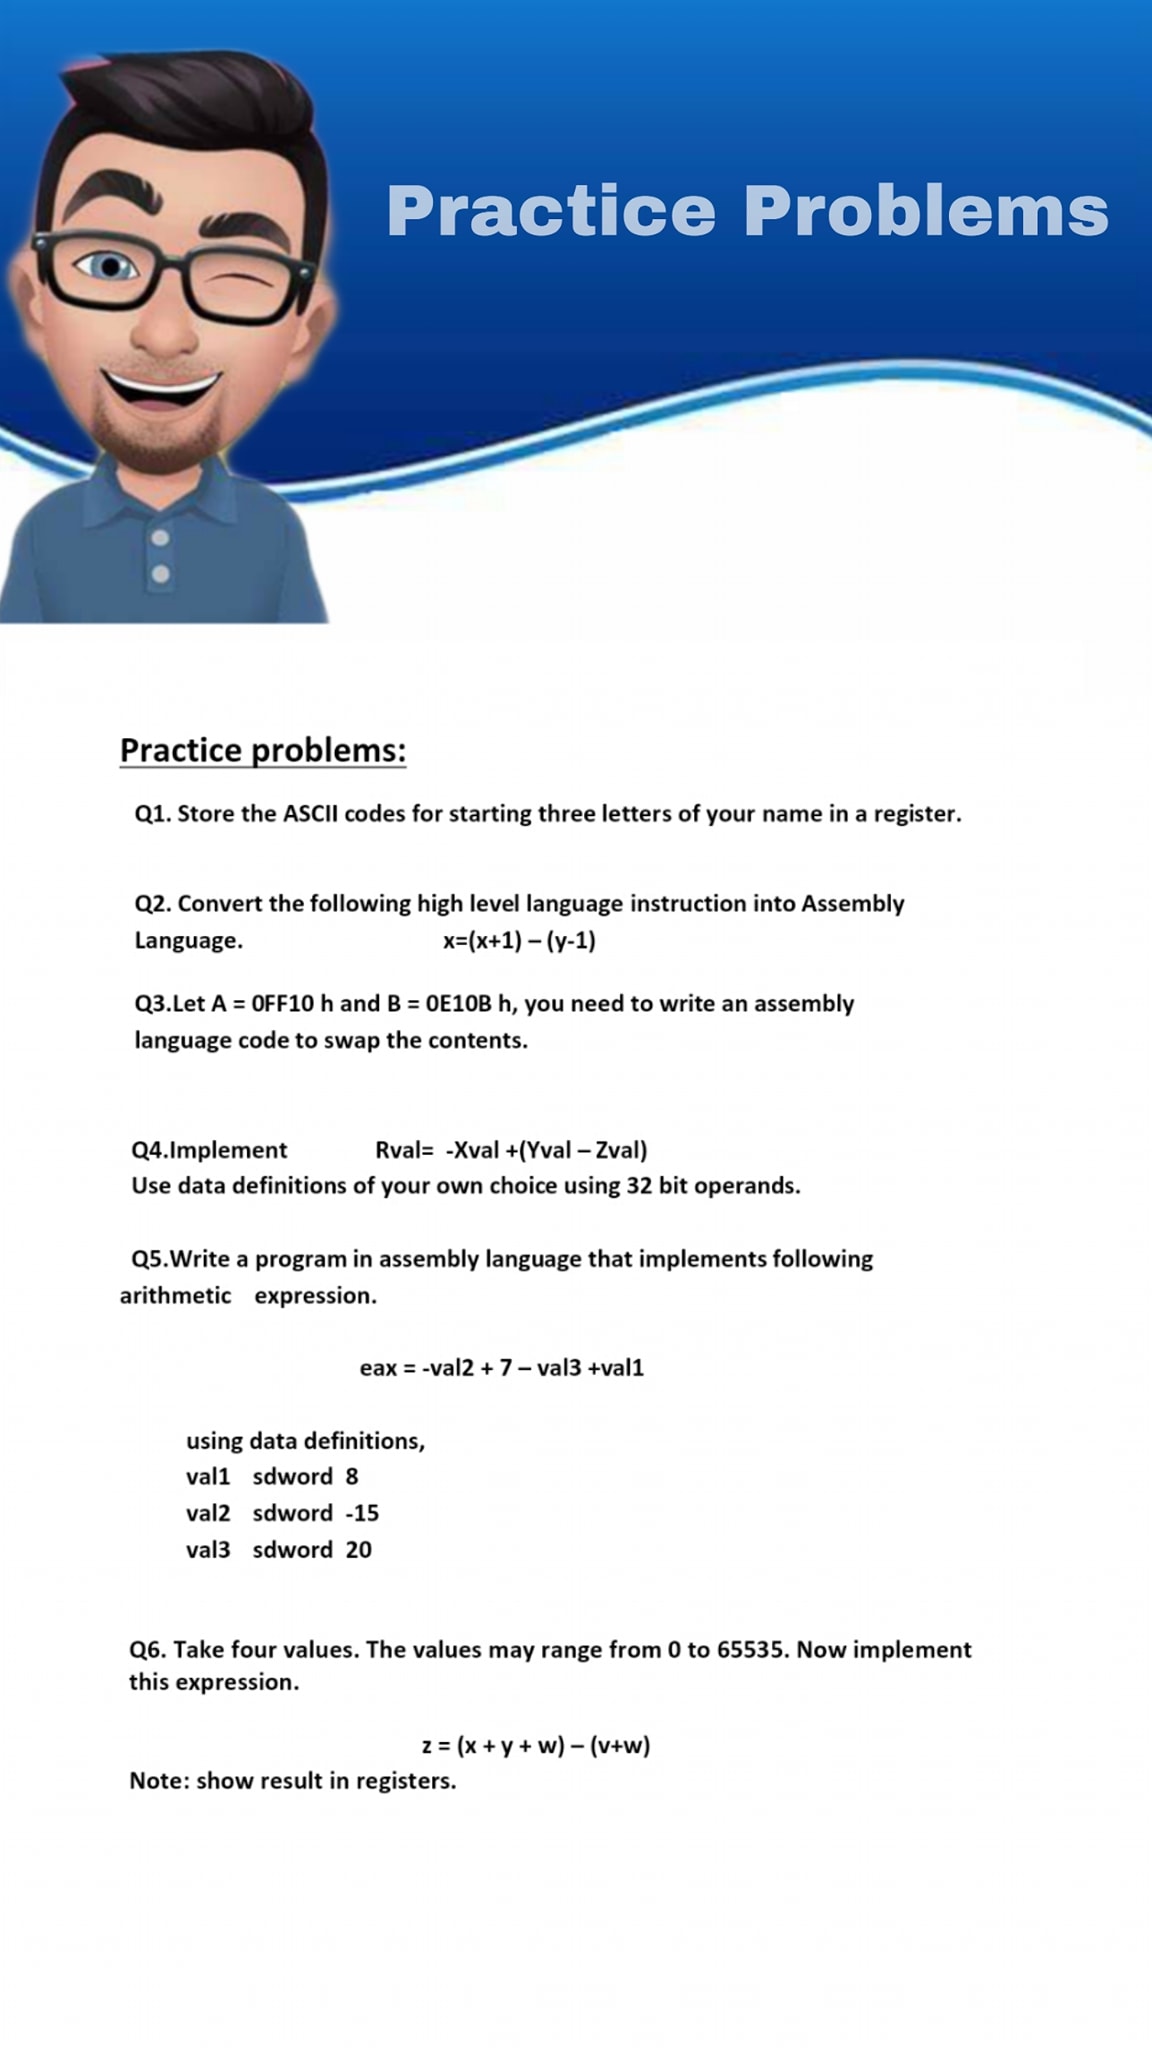 Practice Problems
Practice problems:
Q1. Store the ASCII codes for starting three letters of your name in a register.
Q2. Convert the following high level language instruction into Assembly
Language. x=(x+1) – (y-1)
Q3.Let A = 0FF10 h and B = 0E10B h, you need to write an assembly
language code to swap the contents.
Q4.Implement Rval= -Xval +(Yval – Zval)
Use data definitions of your own choice using 32 bit operands.
Q5.Write a program in assembly language that implements following
arithmetic expression.
eax = -val2 + 7 – val3 +val1
using data definitions,
val1 sdword 8
val2 sdword -15
val3 sdword 20
Q6. Take four values. The values may range from 0 to 65535. Now implement
this expression.
z = (x + y + w) – (v+w)
Note: show result in registers.